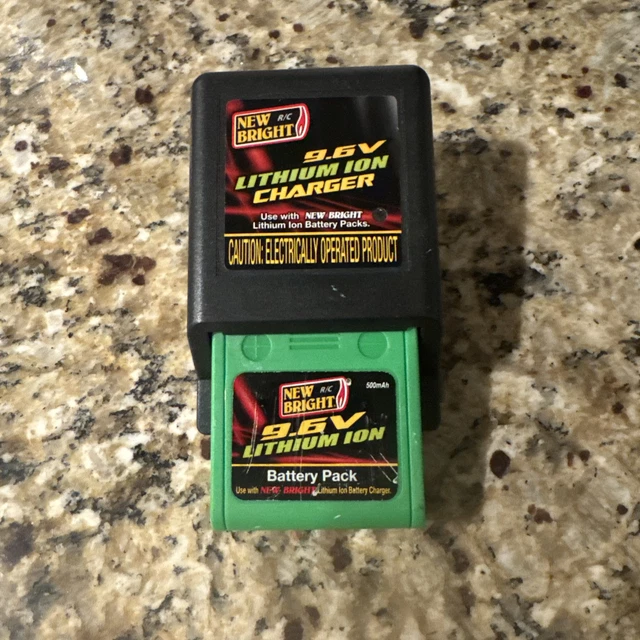 NEW R/C
BRIGHT
9.6V
LITHIUM ION
CHARGER
Use with NEW BRIGHT
Lithium Ion Battery Packs.
CAUTION: ELECTRICALLY OPERATED PRODUCT
NEW R/C
BRIGHT
500mAh
9.6V
LITHIUM ION
Battery Pack
Use with NEW BRIGHT Lithium Ion Battery Charger.